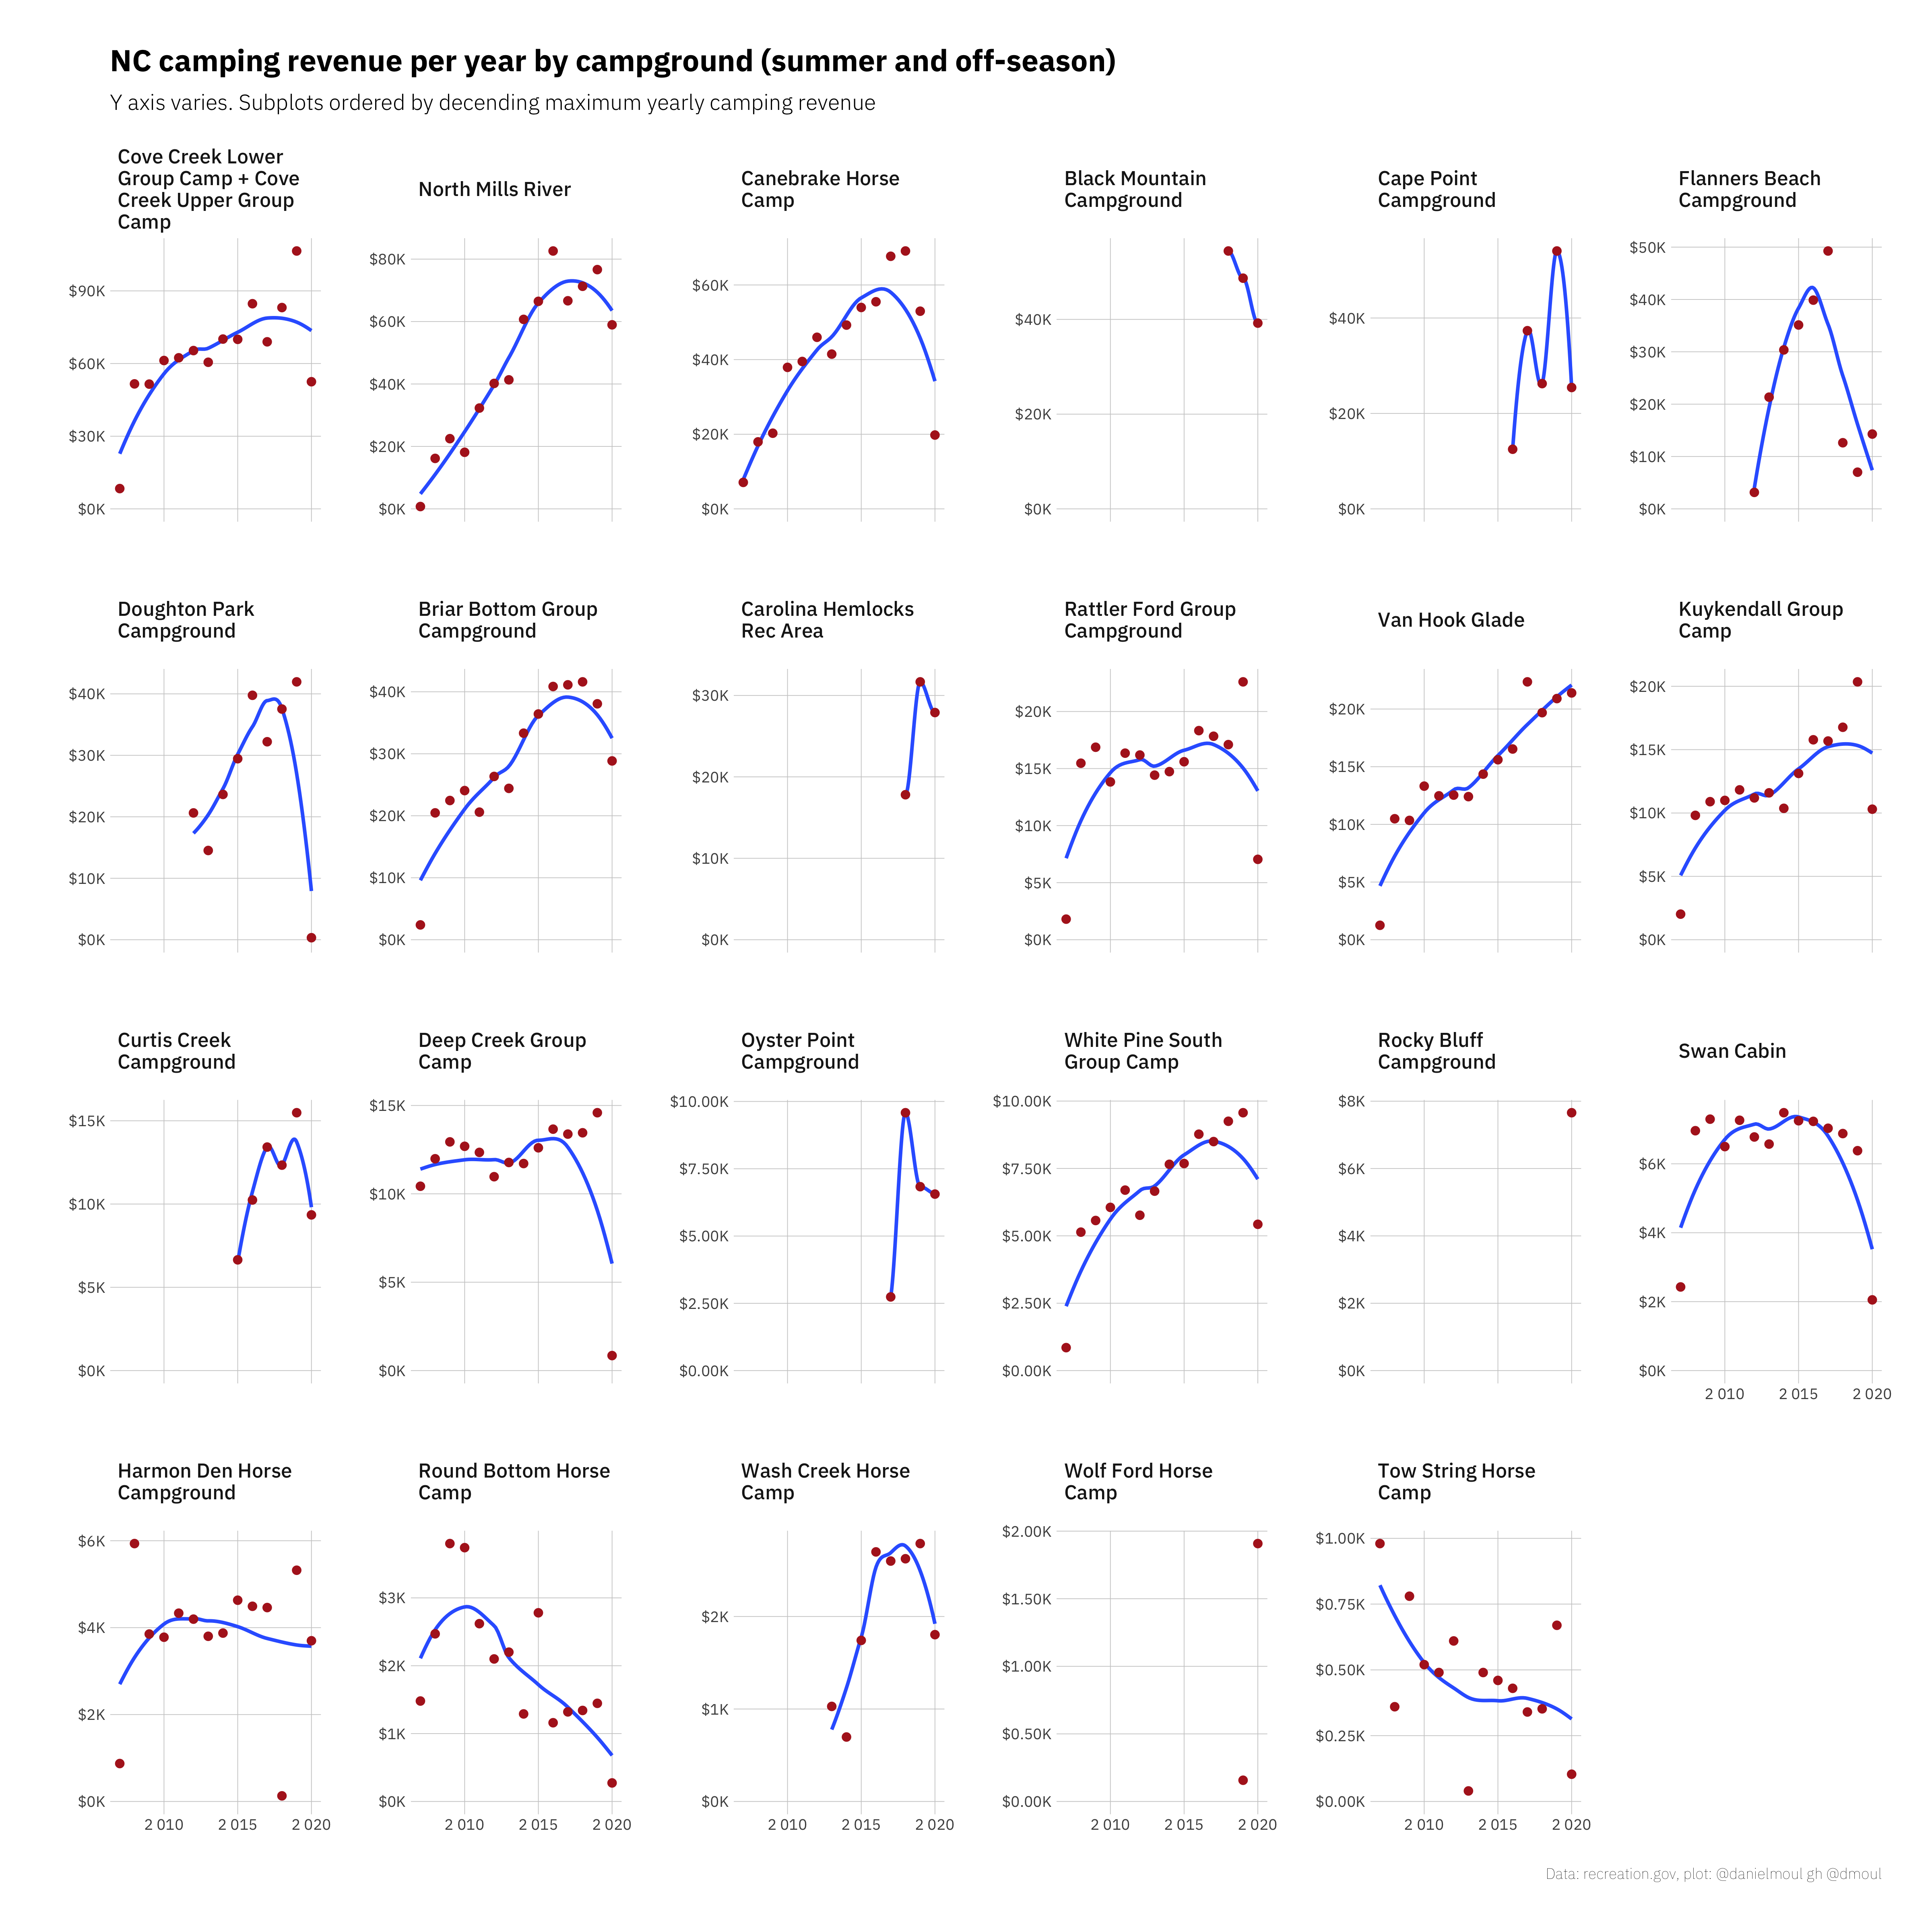 NC camping revenue per year by campground (summer and off-season)
Y axis varies. Subplots ordered by decending maximum yearly camping revenue
Cove Creek Lower
Group Camp + Cove
Creek Upper Group
Camp
$90K
$60K
$30K
$0K
North Mills River
$80K
$60K
$40K
$20K
$0K
Canebrake Horse
Camp
$60K
$40K
$20K
$0K
Black Mountain
Campground
$40K
$20K
$0K
Cape Point
Campground
$40K
$20K
$0K
Flanners Beach
Campground
$50K
$40K
$30K
$20K
$10K
$0K
Doughton Park
Campground
$40K
$30K
$20K
$10K
$0K
Briar Bottom Group
Campground
$40K
$30K
$20K
$10K
$0K
Carolina Hemlocks
Rec Area
$30K
$20K
$10K
$0K
Rattler Ford Group
Campground
$20K
$15K
$10K
$5K
$0K
Van Hook Glade
$20K
$15K
$10K
$5K
$0K
Kuykendall Group
Camp
$20K
$15K
$10K
$5K
$0K
Curtis Creek
Campground
$15K
$10K
$5K
$0K
Deep Creek Group
Camp
$15K
$10K
$5K
$0K
Oyster Point
Campground
$10.00K
$7.50K
$5.00K
$2.50K
$0.00K
White Pine South
Group Camp
$10.00K
$7.50K
$5.00K
$2.50K
$0.00K
Rocky Bluff
Campground
$8K
$6K
$4K
$2K
$0K
Swan Cabin
$6K
$4K
$2K
$0K
2 010 2 015 2 020
Harmon Den Horse
Campground
$6K
$4K
$2K
$0K
2 010 2 015 2 020
Round Bottom Horse
Camp
$3K
$2K
$1K
$0K
2 010 2 015 2 020
Wash Creek Horse
Camp
$2K
$1K
$0K
2 010 2 015 2 020
Wolf Ford Horse
Camp
$2.00K
$1.50K
$1.00K
$0.50K
$0.00K
2 010 2 015 2 020
Tow String Horse
Camp
$1.00K
$0.75K
$0.50K
$0.25K
$0.00K
2 010 2 015 2 020
Data: recreation.gov, plot: @danielmoul gh @dmoul